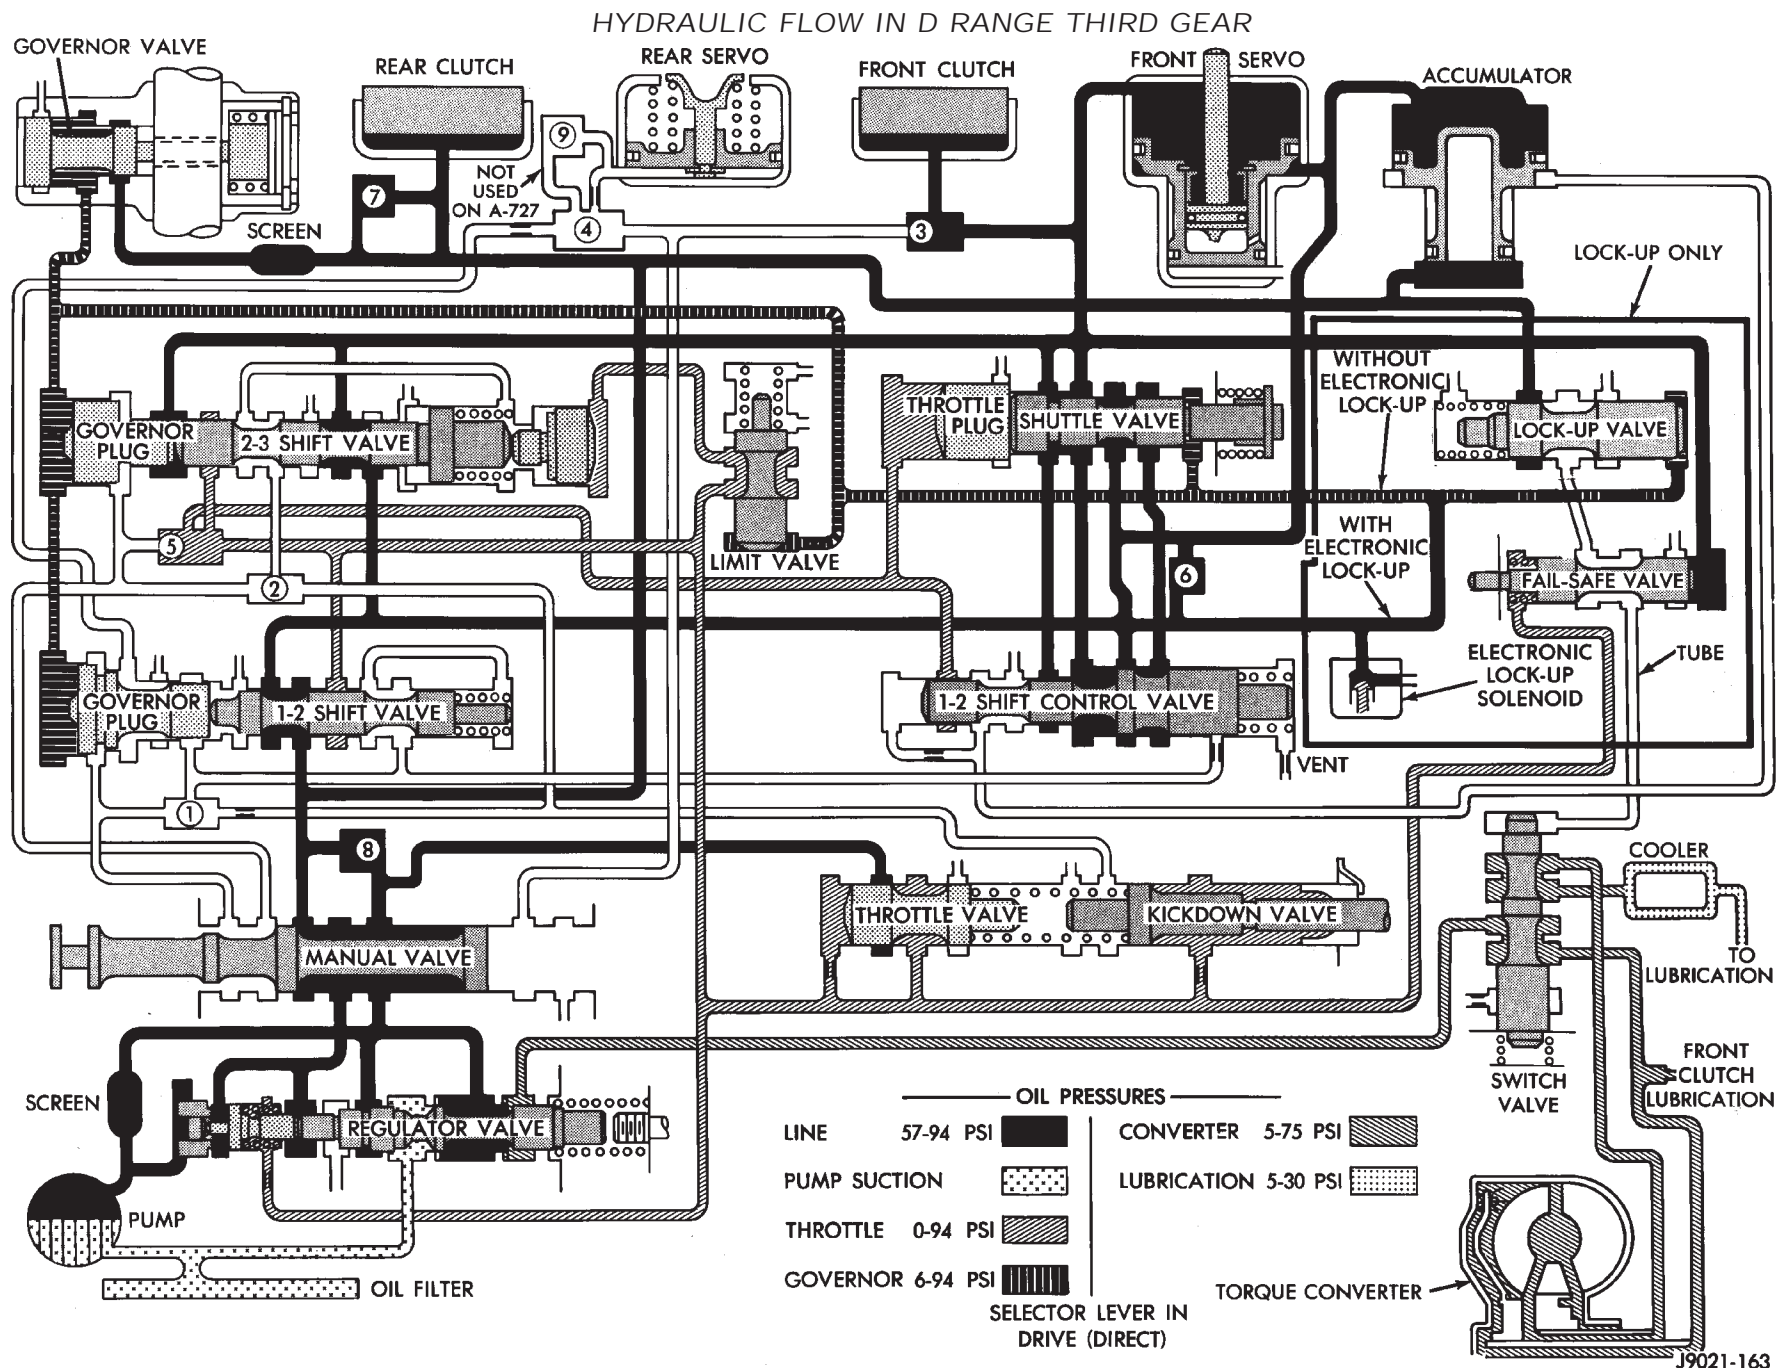 HYDRAULIC FLOW IN D RANGE THIRD GEAR
GOVERNOR VALVE
REAR CLUTCH
REAR SERVO
FRONT CLUTCH
FRONT SERVO
ACCUMULATOR
9
NOT
USED
ON A-727
7
SCREEN
4
3
LOCK-UP ONLY
WITHOUT
ELECTRONIC
LOCK-UP
GOVERNOR
PLUG
2-3 SHIFT VALVE
THROTTLE
PLUG
SHUTTLE VALVE
LOCK-UP VALVE
5
LIMIT VALVE
WITH
ELECTRONIC
LOCK-UP
2
6
FAIL-SAFE VALVE
GOVERNOR
PLUG
1-2 SHIFT VALVE
1-2 SHIFT CONTROL VALVE
ELECTRONIC
LOCK-UP
SOLENOID
TUBE
VENT
1
8
COOLER
THROTTLE VALVE
KICKDOWN VALVE
MANUAL VALVE
TO
LUBRICATION
SCREEN
REGULATOR VALVE
SWITCH
VALVE
FRONT
CLUTCH
LUBRICATION
PUMP
OIL FILTER
OIL PRESSURES
LINE 57-94 PSI
PUMP SUCTION
THROTTLE 0-94 PSI
GOVERNOR 6-94 PSI
CONVERTER 5-75 PSI
LUBRICATION 5-30 PSI
SELECTOR LEVER IN
DRIVE (DIRECT)
TORQUE CONVERTER
J9021-163